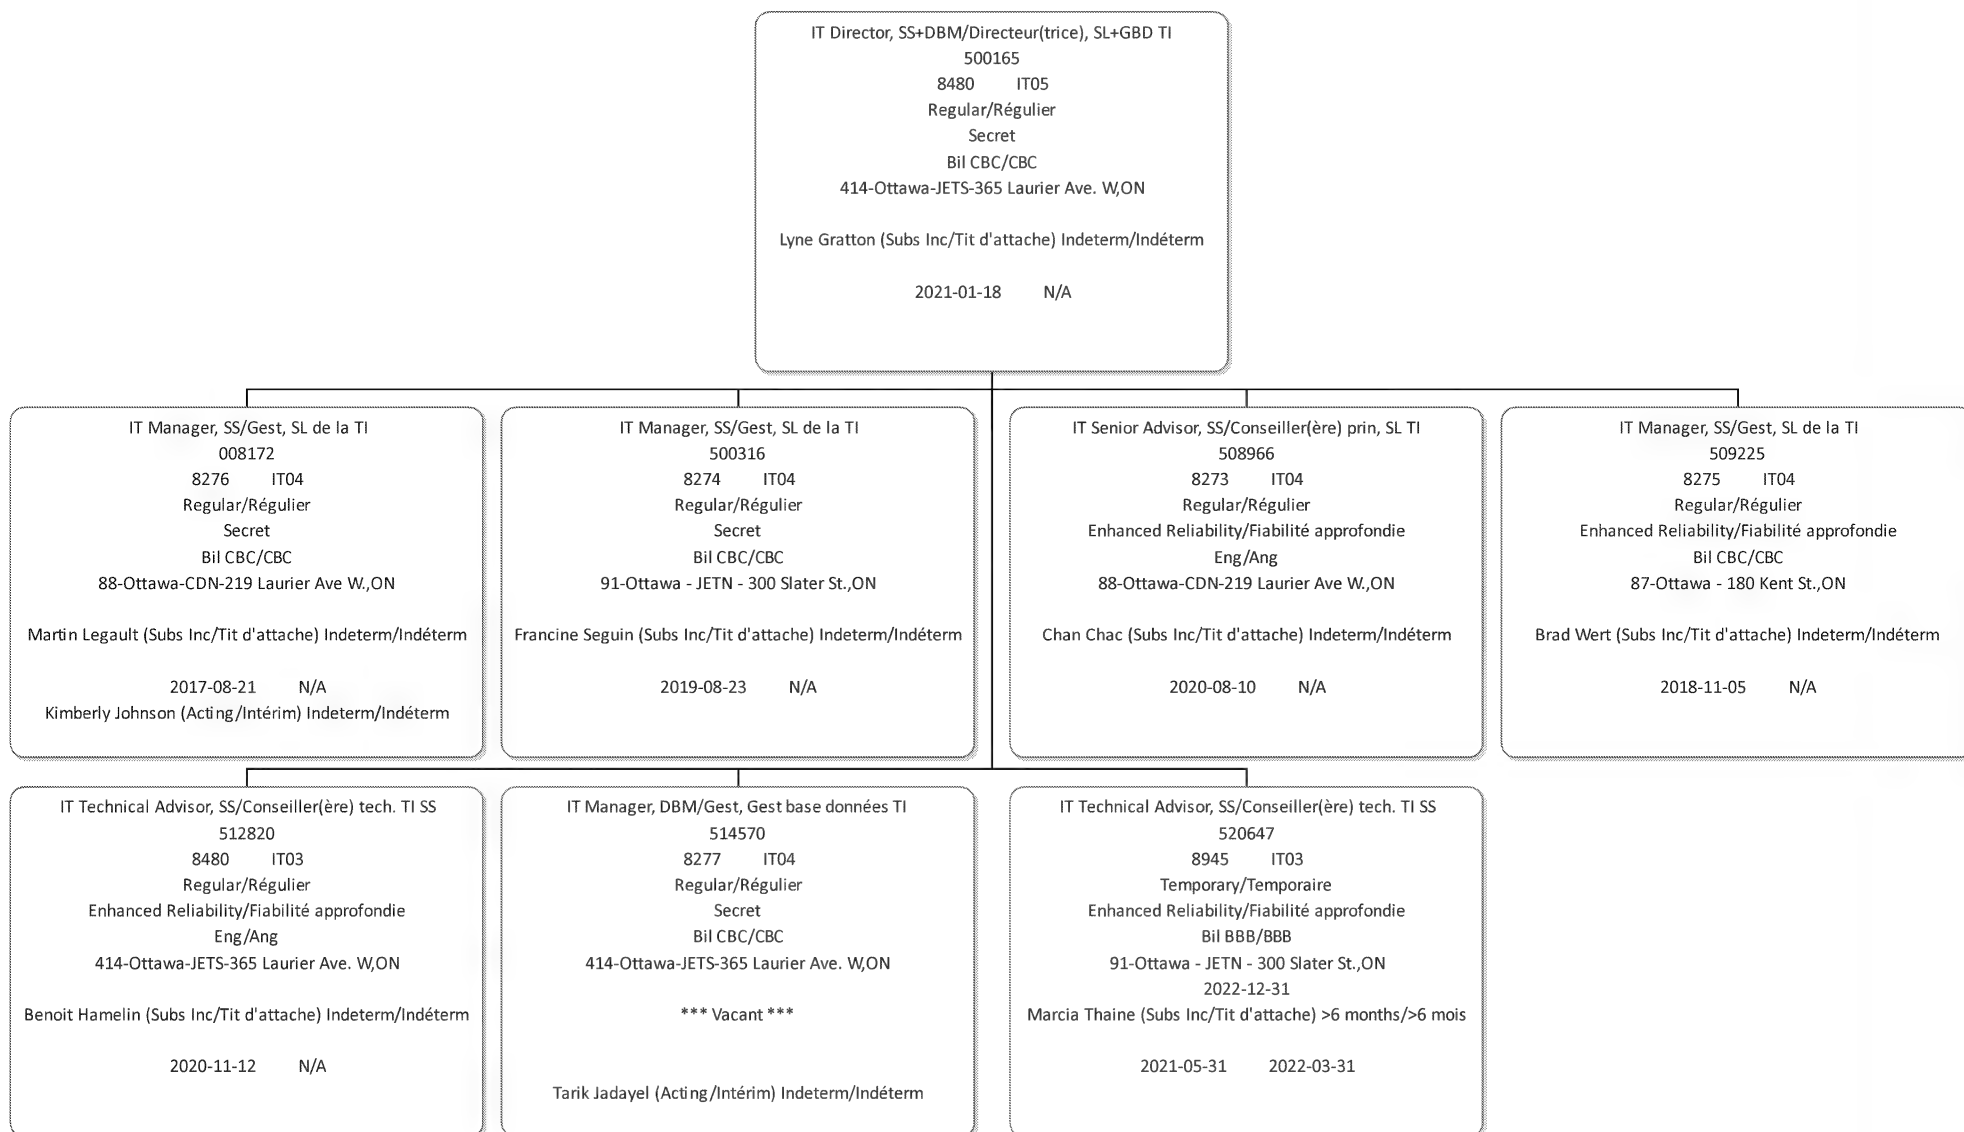 IT Director, SS+DBM/Directeur(trice), SL+GBD TI
500165
8480 IT05
Regular/Régulier
Secret
Bil CBC/CBC
414-Ottawa-JETS-365 Laurier Ave. W,ON
Lyne Gratton (Subs Inc/Tit d'attache) Indeterm/Indéterm
2021-01-18 N/A
IT Manager, SS/Gest, SL de la TI
008172
8276 IT04
Regular/Régulier
Secret
Bil CBC/CBC
88-Ottawa-CDN-219 Laurier Ave W.,ON
Martin Legault (Subs Inc/Tit d'attache) Indeterm/Indéterm
2017-08-21 N/A
Kimberly Johnson (Acting/Intérim) Indeterm/Indéterm
IT Manager, SS/Gest, SL de la TI
500316
8274 IT04
Regular/Régulier
Secret
Bil CBC/CBC
91-Ottawa - JETN - 300 Slater St.,ON
Francine Seguin (Subs Inc/Tit d'attache) Indeterm/Indéterm
2019-08-23 N/A
IT Senior Advisor, SS/Conseiller(ère) prin, SL TI
508966
8273 IT04
Regular/Régulier
Enhanced Reliability/Fiabilité approfondie
Eng/Ang
88-Ottawa-CDN-219 Laurier Ave W.,ON
Chan Chac (Subs Inc/Tit d'attache) Indeterm/Indéterm
2020-08-10 N/A
IT Manager, SS/Gest, SL de la TI
509225
8275 IT04
Regular/Régulier
Enhanced Reliability/Fiabilité approfondie
Bil CBC/CBC
87-Ottawa - 180 Kent St.,ON
Brad Wert (Subs Inc/Tit d'attache) Indeterm/Indéterm
2018-11-05 N/A
IT Technical Advisor, SS/Conseiller(ère) tech. TI SS
512820
8480 IT03
Regular/Régulier
Enhanced Reliability/Fiabilité approfondie
Eng/Ang
414-Ottawa-JETS-365 Laurier Ave. W,ON
Benoit Hamelin (Subs Inc/Tit d'attache) Indeterm/Indéterm
2020-11-12 N/A
IT Manager, DBM/Gest, Gest base données TI
514570
8277 IT04
Regular/Régulier
Secret
Bil CBC/CBC
414-Ottawa-JETS-365 Laurier Ave. W,ON
*** Vacant ***
Tarik Jadayel (Acting/Intérim) Indeterm/Indéterm
IT Technical Advisor, SS/Conseiller(ère) tech. TI SS
520647
8945 IT03
Temporary/Temporaire
Enhanced Reliability/Fiabilité approfondie
Bil BBB/BBB
91-Ottawa - JETN - 300 Slater St.,ON
2022-12-31
Marcia Thaine (Subs Inc/Tit d'attache) >6 months/>6 mois
2021-05-31 2022-03-31